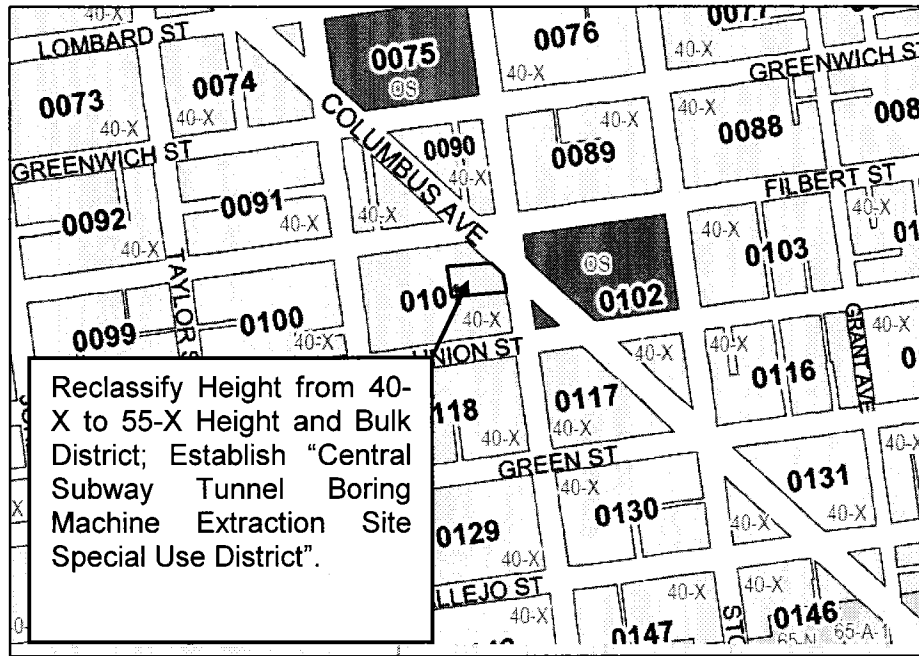 40-X
LOMBARD ST
0073
40-X
0074
40-X
0075
OS
0076
40-X
0077
GREENWICH ST
40-X
0088
GREENWICH ST
COLUMBUS AVE
0090
40-X
40-X
0089
40-X
FILBERT ST
0092
40-X
0091
40-X
40-X
OS
0102
40-X
0103
40-X
0099
0100
40-X
40-X
UNION ST
0117
40-X
0116
40-X
GRANT AVE
40-X
Reclassify Height from 40-
X to 55-X Height and Bulk
District; Establish “Central
Subway Tunnel Boring
Machine Extraction Site
Special Use District”.
40-X
GREEN ST
0129
40-X
40-X
0130
40-X
0131
40-X
40-X
0147
40-X
40-X
0146
65-A-1